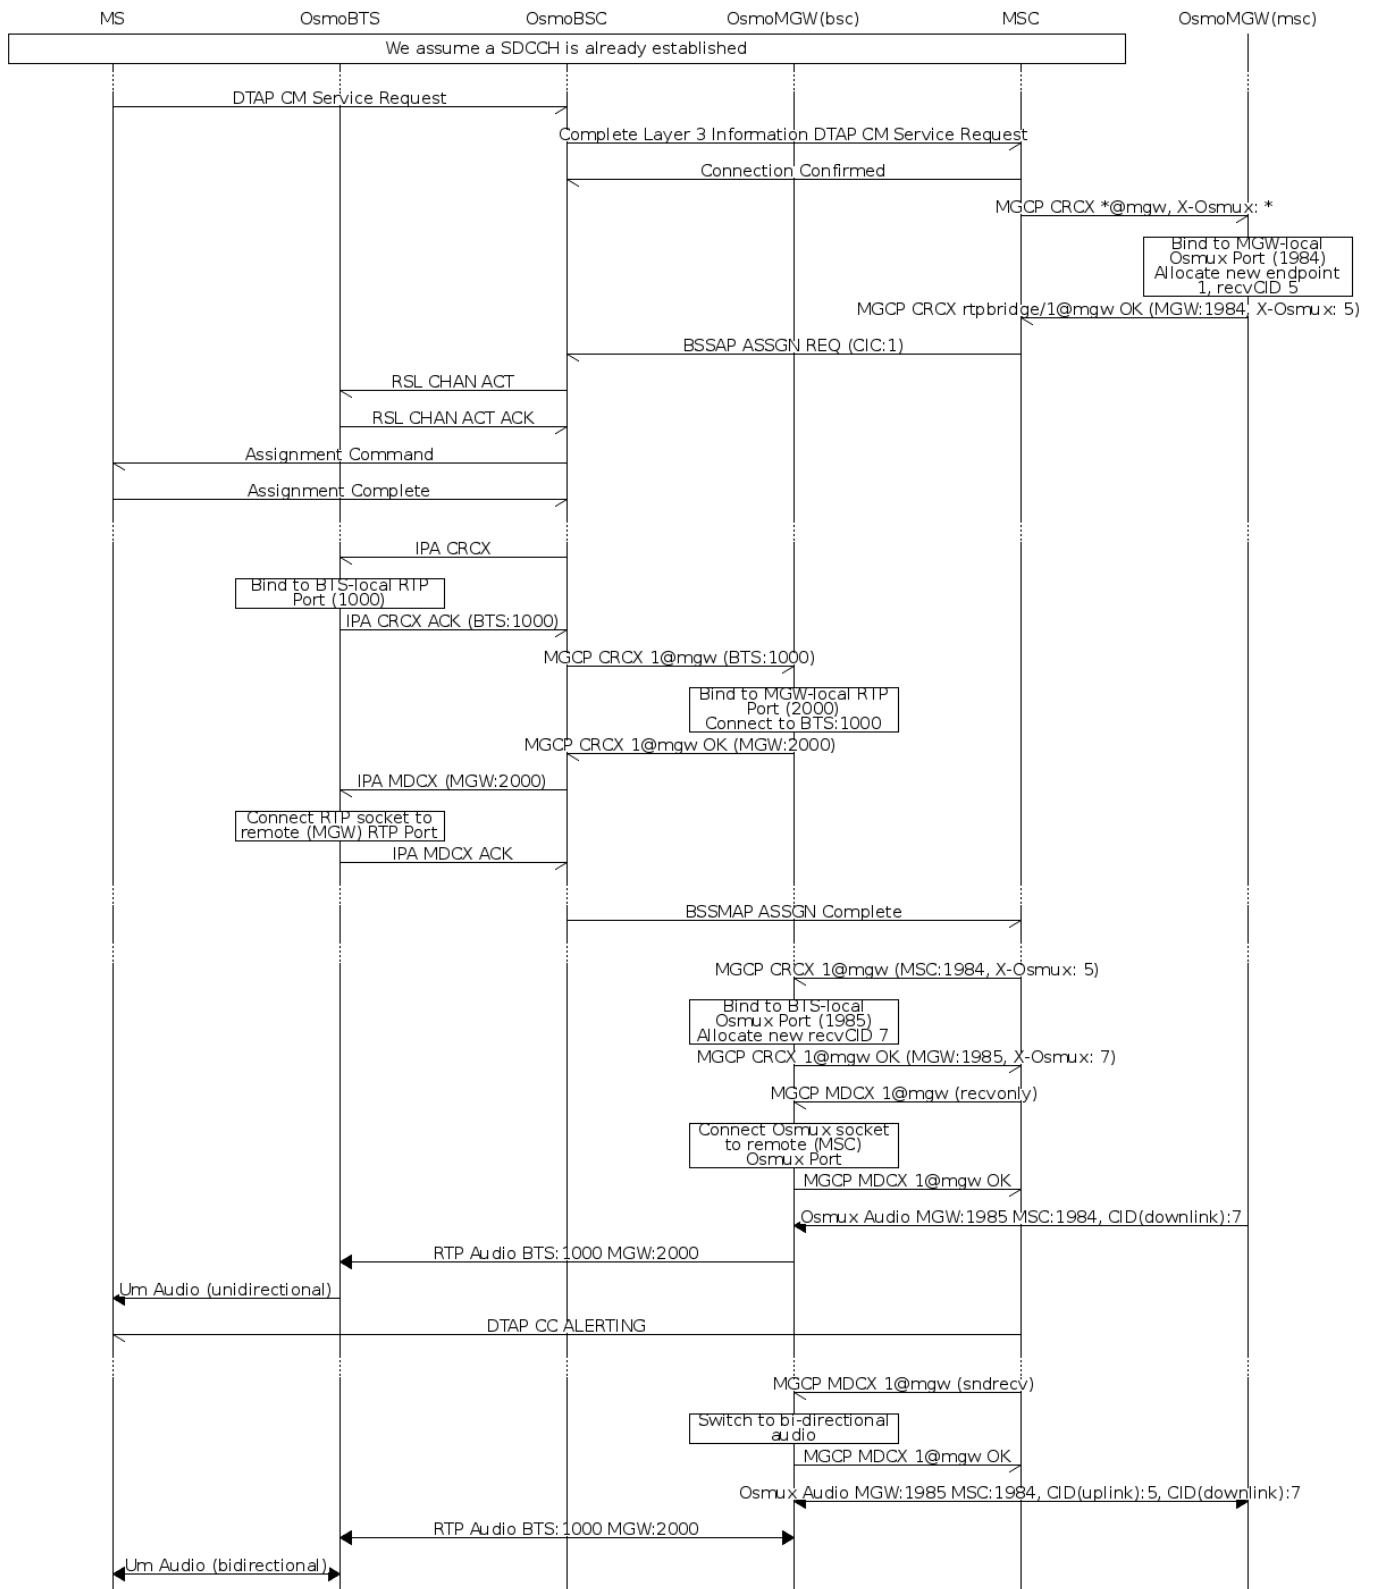 MS OsmoBTS OsmoBSC OsmoMGW(bsc) MSC OsmoMGW(msc)
We assume a SDCCH is already established
DTAP CM Service Request
Complete Layer 3 Information DTAP CM Service Request
Connection Confirmed
MGCP CRCX *@mgw, X-Osmux: *
Bind to MGW-local
Osmux Port (1984)
Allocate new endpoint
1, recvCID 5
MGCP CRCX rtpbridge/1@mgw OK (MGW:1984, X-Osmux: 5)
BSSAP ASSGN REQ (CIC:1)
RSL CHAN ACT
RSL CHAN ACT ACK
Assignment Command
Assignment Complete
IPA CRCX
Bind to BTS-local RTP
Port (1000)
IPA CRCX ACK (BTS:1000)
MGCP CRCX 1@mgw (BTS:1000)
Bind to MGW-local RTP
Port (2000)
Connect to BTS:1000
MGCP CRCX 1@mgw OK (MGW:2000)
IPA MDCX (MGW:2000)
Connect RTP socket to
remote (MGW) RTP Port
IPA MDCX ACK
BSSMAP ASSGN Complete
MGCP CRCX 1@mgw (MSC:1984, X-Osmux: 5)
Bind to BTS-local
Osmux Port (1985)
Allocate new recvCID 7
MGCP CRCX 1@mgw OK (MGW:1985, X-Osmux: 7)
MGCP MDCX 1@mgw (recvonly)
Connect Osmux socket
to remote (MSC)
Osmux Port
MGCP MDCX 1@mgw OK
Osmux Audio MGW:1985 MSC:1984, CID(downlink):7
RTP Audio BTS:1000 MGW:2000
Um Audio (unidirectional)
DTAP CC ALERTING
MGCP MDCX 1@mgw (sndrecv)
Switch to bi-directional
audio
MGCP MDCX 1@mgw OK
Osmux Audio MGW:1985 MSC:1984, CID(uplink):5, CID(downlink):7
RTP Audio BTS:1000 MGW:2000
Um Audio (bidirectional)